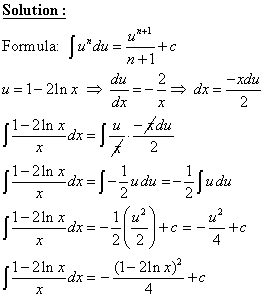 Solution :
Formula: ∫uⁿdu = uⁿ⁺¹/(n+1) + c
u = 1 − 2ln x ⇒ du/dx = −2/x ⇒ dx = −xdu/2
∫(1−2ln x)/x dx = ∫u/x · −xdu/2
∫(1−2ln x)/x dx = ∫−1/2 u du = −1/2 ∫u du
∫(1−2ln x)/x dx = −1/2 (u²/2) + c = −u²/4 + c
∫(1−2ln x)/x dx = −(1−2ln x)²/4 + c